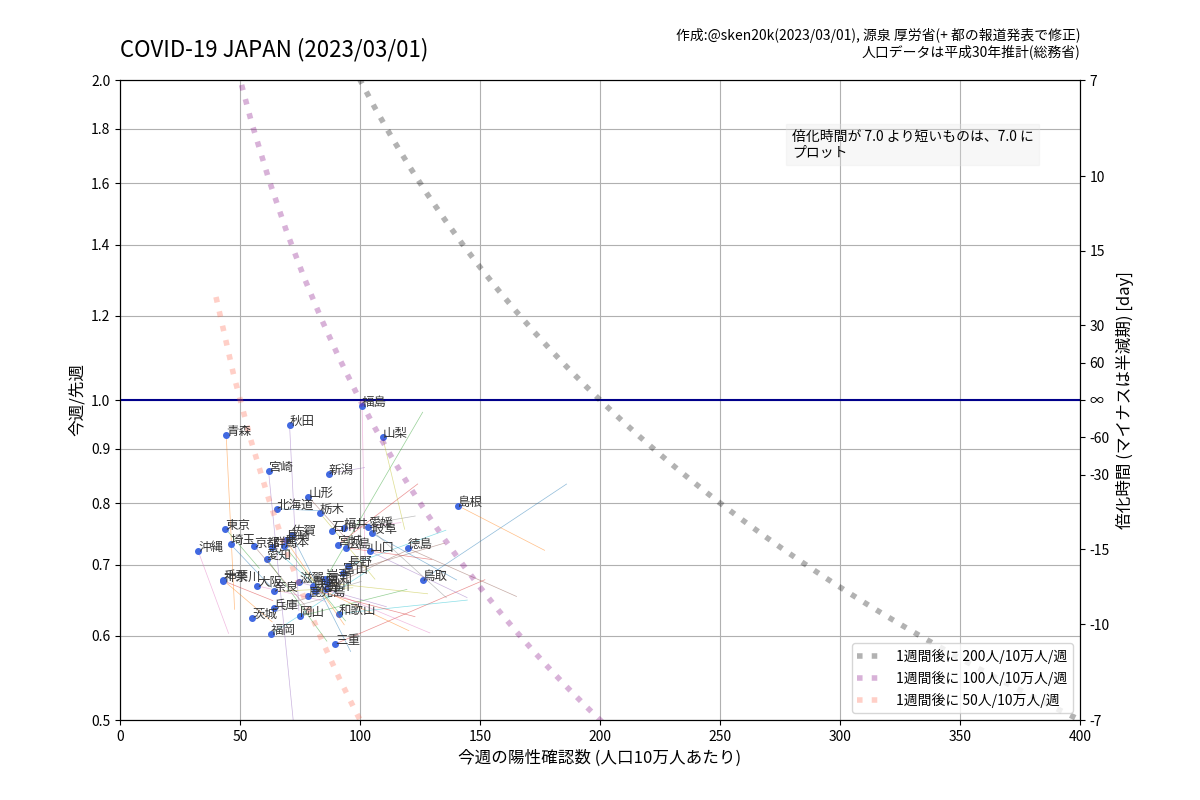 COVID-19 JAPAN (2023/03/01)
作成:@sken20k(2023/03/01), 源泉 厚労省(+ 都の報道発表で修正)
人口データは平成30年推計(総務省)
倍化時間が 7.0 より短いものは、7.0 に
プロット
今週/先週
2.0
1.8
1.6
1.4
1.2
1.0
0.9
0.8
0.7
0.6
0.5
福島
秋田
青森
山梨
宮崎
新潟
山形
北海道
栃木
島根
東京
佐賀
石川
福井
愛媛
岐阜
沖縄
埼玉
京都
宮城
広島
山口
徳島
愛知
長野
富山
大阪
奈良
滋賀
鳥取
兵庫
茨城
岡山
和歌山
福岡
三重
7
10
15
30
60
∞
-60
-30
-15
-10
-7
倍化時間 (マイナスは半減期) [day]
1週間後に 200人/10万人/週
1週間後に 100人/10万人/週
1週間後に 50人/10万人/週
0 50 100 150 200 250 300 350 400
今週の陽性確認数 (人口10万人あたり)